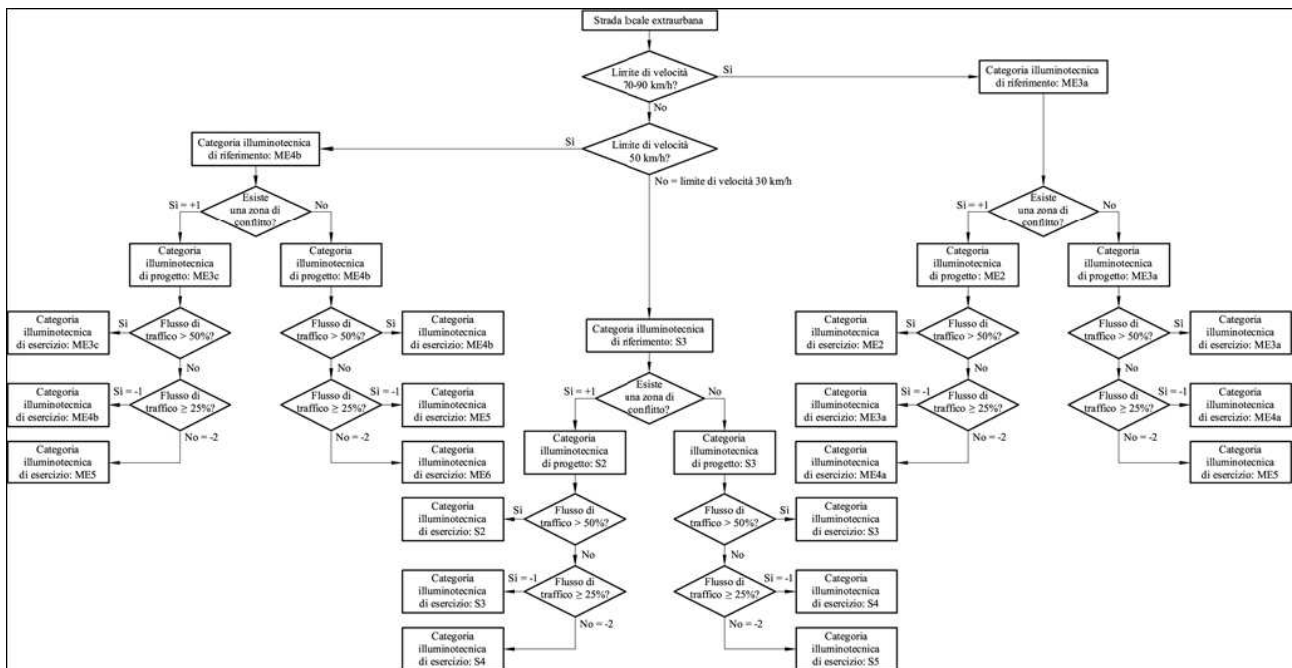 Strada locale extraurbana
Limite di velocità
70-90 km/h?
Sì
Categoria illuminotecnica
di riferimento: ME3a
No
Limite di velocità
50 km/h?
Sì
Categoria illuminotecnica
di riferimento: ME4b
No = limite di velocità 30 km/h
Esiste
una zona di
conflitto?
Sì = +1
No
Categoria
illuminotecnica
di progetto: ME3c
Categoria
illuminotecnica
di progetto: ME4b
Flusso di
traffico > 50%?
Sì
Categoria
illuminotecnica
di esercizio: ME3c
No
Flusso di
traffico ≥ 25%?
Sì = -1
Categoria
illuminotecnica
di esercizio: ME4b
No = -2
Categoria
illuminotecnica
di esercizio: ME5
Flusso di
traffico > 50%?
Sì
Categoria
illuminotecnica
di esercizio: ME4b
No
Flusso di
traffico ≥ 25%?
Sì = -1
Categoria
illuminotecnica
di esercizio: ME5
No = -2
Categoria
illuminotecnica
di esercizio: ME6
Categoria illuminotecnica
di riferimento: S3
Esiste
una zona di
conflitto?
Sì = +1
No
Categoria
illuminotecnica
di progetto: S2
Categoria
illuminotecnica
di progetto: S3
Flusso di
traffico > 50%?
Sì
Categoria
illuminotecnica
di esercizio: S2
No
Flusso di
traffico ≥ 25%?
Sì = -1
Categoria
illuminotecnica
di esercizio: S3
No = -2
Categoria
illuminotecnica
di esercizio: S4
Flusso di
traffico > 50%?
Sì
Categoria
illuminotecnica
di esercizio: S3
No
Flusso di
traffico ≥ 25%?
Sì = -1
Categoria
illuminotecnica
di esercizio: S4
No = -2
Categoria
illuminotecnica
di esercizio: S5
Esiste
una zona di
conflitto?
Sì = +1
No
Categoria
illuminotecnica
di progetto: ME2
Categoria
illuminotecnica
di progetto: ME3a
Flusso di
traffico > 50%?
Sì
Categoria
illuminotecnica
di esercizio: ME2
No
Flusso di
traffico ≥ 25%?
Sì = -1
Categoria
illuminotecnica
di esercizio: ME3a
No = -2
Categoria
illuminotecnica
di esercizio: ME4a
Flusso di
traffico > 50%?
Sì
Categoria
illuminotecnica
di esercizio: ME3a
No
Flusso di
traffico ≥ 25%?
Sì = -1
Categoria
illuminotecnica
di esercizio: ME4a
No = -2
Categoria
illuminotecnica
di esercizio: ME5